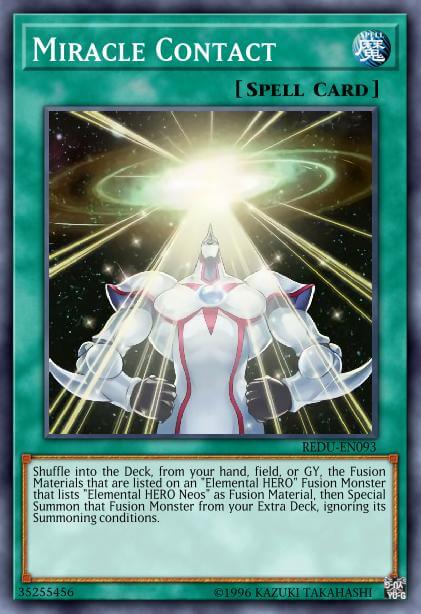 MIRACLE CONTACT
SPELL
魔
[ SPELL CARD ]
REDU-EN093
Shuffle into the Deck, from your hand, field, or GY, the Fusion
Materials that are listed on an "Elemental HERO" Fusion Monster
that lists "Elemental HERO Neos" as Fusion Material, then Special
Summon that Fusion Monster from your Extra Deck, ignoring its
Summoning conditions.
35255456
©1996 KAZUKI TAKAHASHI